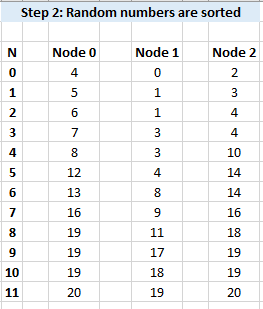 Step 2: Random numbers are sorted
N Node 0 Node 1 Node 2
0 4 0 2
1 5 1 3
2 6 1 4
3 7 3 4
4 8 3 10
5 12 4 14
6 13 8 14
7 16 9 16
8 19 11 18
9 19 17 19
10 19 18 19
11 20 19 20